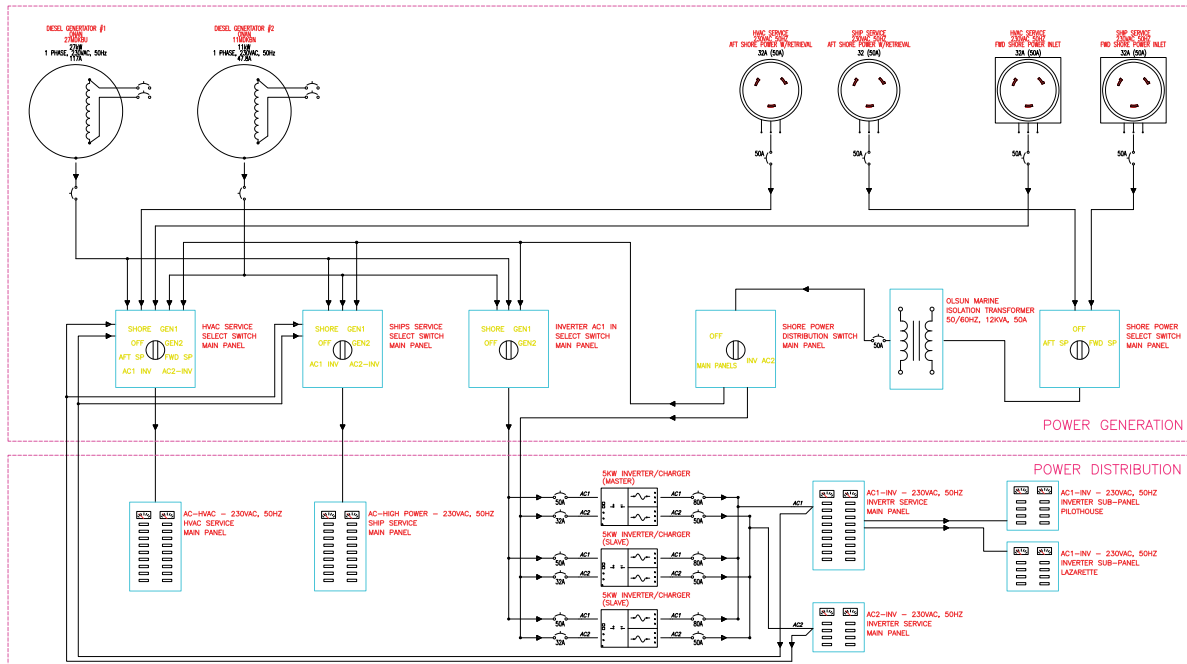 DIESEL GENERTATOR #1
ONAN
27MDKBU
27kW
1 PHASE, 230VAC, 50Hz
117A
DIESEL GENERTATOR #2
ONAN
11MDKBN
11kW
1 PHASE, 230VAC, 50Hz
47.8A
HVAC SERVICE
230VAC 50HZ
AFT SHORE POWER W/RETRIEVAL
32A (50A)
SHIP SERVICE
230VAC 50HZ
AFT SHORE POWER W/RETRIEVAL
32 (50A)
HVAC SERVICE
230VAC 50HZ
FWD SHORE POWER INLET
32A (50A)
SHIP SERVICE
230VAC 50HZ
FWD SHORE POWER INLET
32A (50A)
50A
50A
50A
50A
SHORE GEN1
OFF GEN2
AFT SP FWD SP
AC1 INV AC2-INV
HVAC SERVICE
SELECT SWITCH
MAIN PANEL
SHORE GEN1
OFF GEN2
AC1 INV AC2-INV
SHIPS SERVICE
SELECT SWITCH
MAIN PANEL
SHORE GEN1
OFF GEN2
INVERTER AC1 IN
SELECT SWITCH
MAIN PANEL
OFF
MAIN PANELS INV AC2
SHORE POWER
DISTRIBUTION SWITCH
MAIN PANEL
50A
OLSUN MARINE
ISOLATION TRANSFORMER
50/60HZ, 12KVA, 50A
OFF
AFT SP FWD SP
SHORE POWER
SELECT SWITCH
MAIN PANEL
POWER GENERATION
POWER DISTRIBUTION
AC-HVAC - 230VAC, 50HZ
HVAC SERVICE
MAIN PANEL
AC-HIGH POWER - 230VAC, 50HZ
SHIP SERVICE
MAIN PANEL
5KW INVERTER/CHARGER
(MASTER)
50A AC1 AC1 80A
32A AC2 AC2 50A
5KW INVERTER/CHARGER
(SLAVE)
50A AC1 AC1 80A
32A AC2 AC2 50A
5KW INVERTER/CHARGER
(SLAVE)
50A AC1 AC1 80A
32A AC2 AC2 50A
AC1
AC1-INV - 230VAC, 50HZ
INVERTR SERVICE
MAIN PANEL
AC1-INV - 230VAC, 50HZ
INVERTER SUB-PANEL
PILOTHOUSE
AC1-INV - 230VAC, 50HZ
INVERTER SUB-PANEL
LAZARETTE
AC2
AC2-INV - 230VAC, 50HZ
INVERTER SERVICE
MAIN PANEL